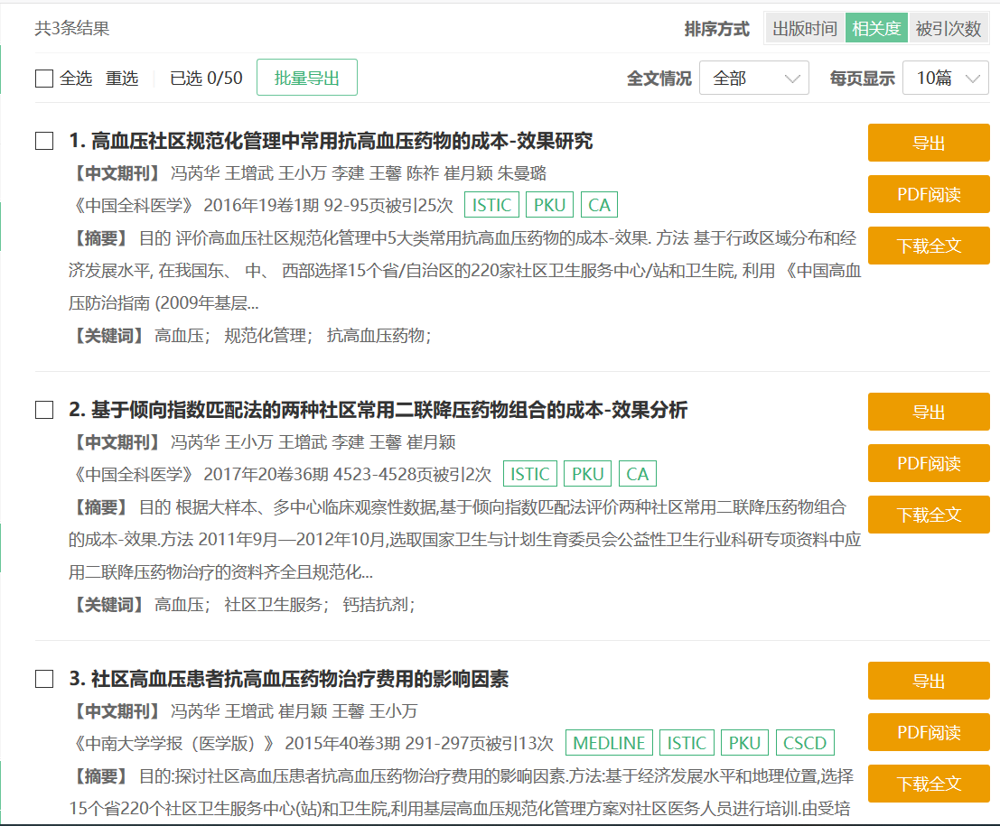 共3条结果 排序方式 出版时间 相关度 被引次数
全选 重选 已选 0/50 批量导出 全文情况 全部 每页显示 10篇
1. 高血压社区规范化管理中常用抗高血压药物的成本-效果研究 导出
【中文期刊】 冯芮华 王增武 王小万 李建 王馨 陈祚 崔月颖 朱曼璐
PDF阅读
《中国全科医学》 2016年19卷1期 92-95页被引25次 ISTIC PKU CA
【摘要】 目的 评价高血压社区规范化管理中5大类常用抗高血压药物的成本-效果. 方法 基于行政区域分布和经
下载全文
济发展水平, 在我国东、 中、 西部选择15个省/自治区的220家社区卫生服务中心/站和卫生院, 利用 《中国高血
压防治指南 (2009年基层...
【关键词】 高血压； 规范化管理； 抗高血压药物；
2. 基于倾向指数匹配法的两种社区常用二联降压药物组合的成本-效果分析 导出
【中文期刊】 冯芮华 王小万 王增武 李建 王馨 崔月颖
PDF阅读
《中国全科医学》 2017年20卷36期 4523-4528页被引2次 ISTIC PKU CA
【摘要】 目的 根据大样本、多中心临床观察性数据,基于倾向指数匹配法评价两种社区常用二联降压药物组合
下载全文
的成本-效果.方法 2011年9月—2012年10月,选取国家卫生与计划生育委员会公益性卫生行业科研专项资料中应
用二联降压药物治疗的资料齐全且规范化...
【关键词】 高血压； 社区卫生服务； 钙拮抗剂；
3. 社区高血压患者抗高血压药物治疗费用的影响因素 导出
【中文期刊】 冯芮华 王增武 崔月颖 王馨 王小万
PDF阅读
《中南大学学报（医学版）》 2015年40卷3期 291-297页被引13次 MEDLINE ISTIC PKU CSCD
【摘要】 目的:探讨社区高血压患者抗高血压药物治疗费用的影响因素.方法:基于经济发展水平和地理位置,选择
下载全文
15个省220个社区卫生服务中心(站)和卫生院,利用基层高血压规范化管理方案对社区医务人员进行培训.由受培